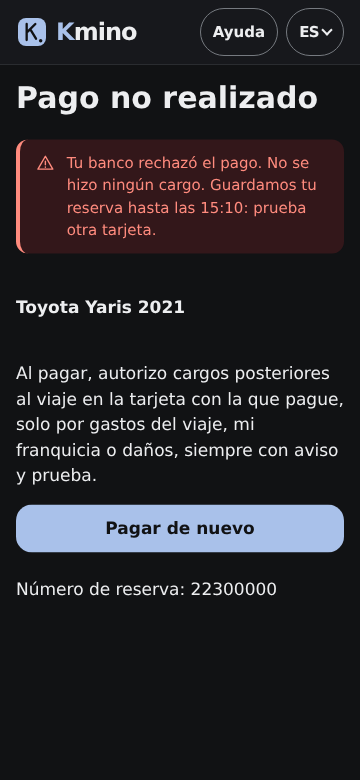 K. Kmino
Ayuda
ES
Pago no realizado
Tu banco rechazó el pago. No se
hizo ningún cargo. Guardamos tu
reserva hasta las 15:10: prueba
otra tarjeta.
Toyota Yaris 2021
Al pagar, autorizo cargos posteriores
al viaje en la tarjeta con la que pague,
solo por gastos del viaje, mi
franquicia o daños, siempre con aviso
y prueba.
Pagar de nuevo
Número de reserva: 22300000